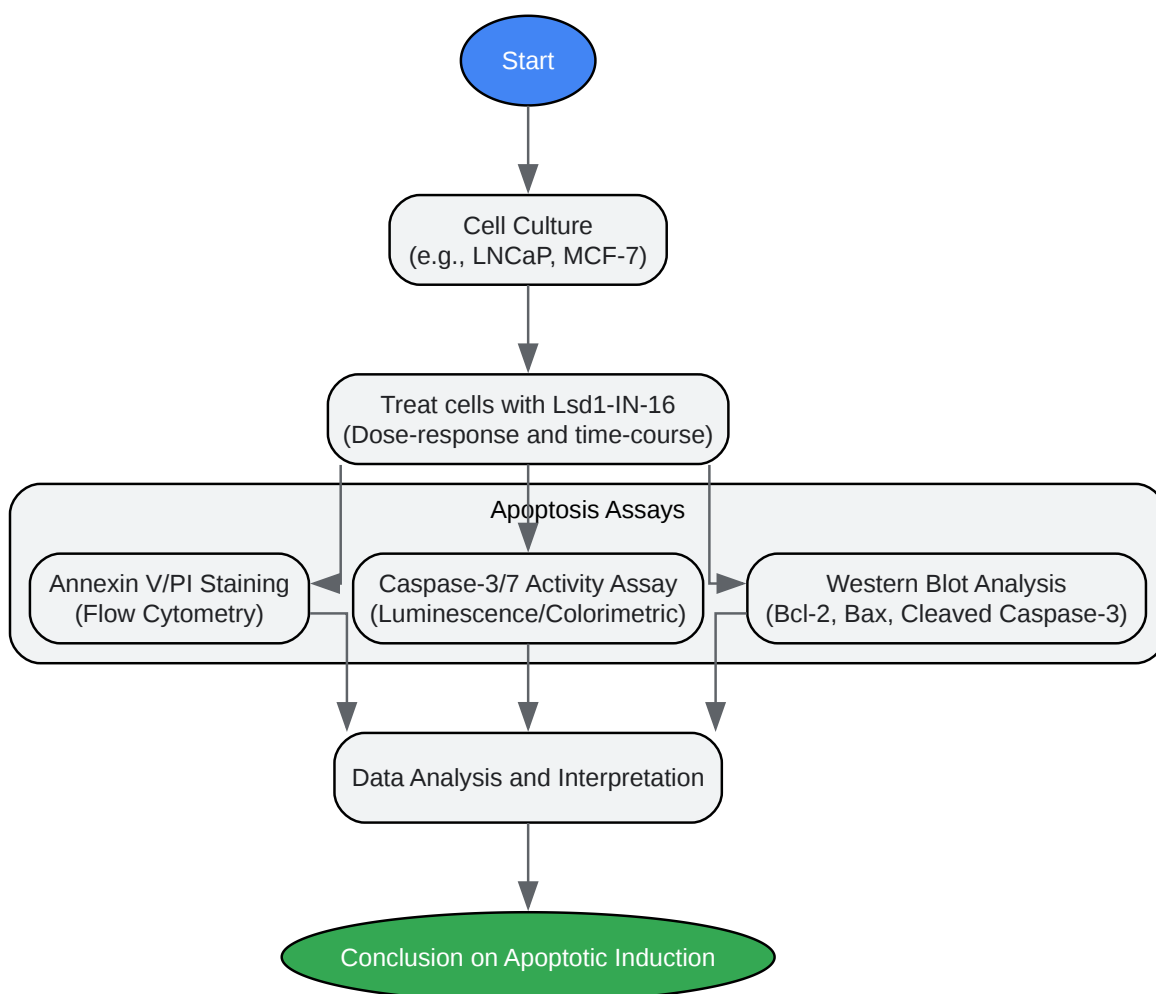 Start
Cell Culture
(e.g., LNCaP, MCF-7)
Treat cells with Lsd1-IN-16
(Dose-response and time-course)
Apoptosis Assays
Annexin V/PI Staining
(Flow Cytometry)
Caspase-3/7 Activity Assay
(Luminescence/Colorimetric)
Western Blot Analysis
(Bcl-2, Bax, Cleaved Caspase-3)
Data Analysis and Interpretation
Conclusion on Apoptotic Induction